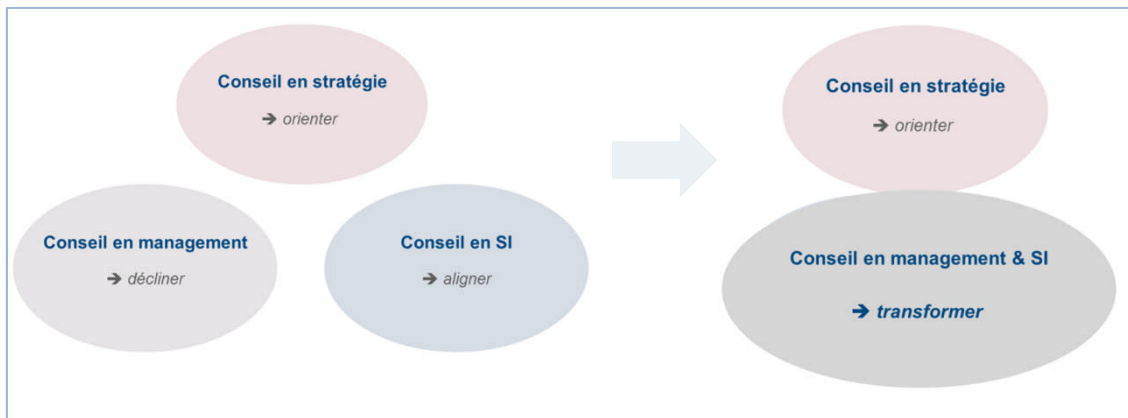 Conseil en stratégie
➔ orienter
Conseil en management
➔ décliner
Conseil en SI
➔ aligner
Conseil en stratégie
➔ orienter
Conseil en management & SI
➔ transformer